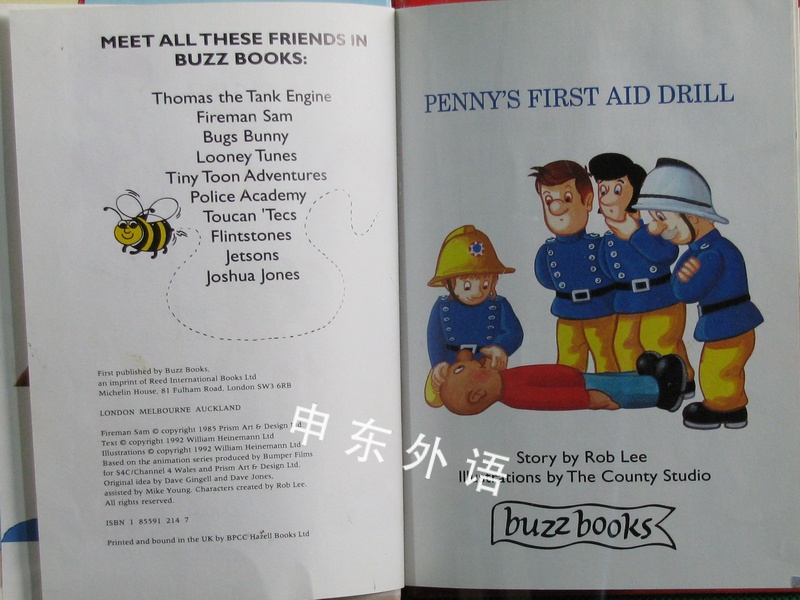 MEET ALL THESE FRIENDS IN
BUZZ BOOKS:
Thomas the Tank Engine
Fireman Sam
Bugs Bunny
Looney Tunes
Tiny Toon Adventures
Police Academy
Toucan 'Tecs
Flintstones
Jetsons
Joshua Jones
First published by Buzz Books,
an imprint of Reed International Books Ltd
Michelin House, 81 Fulham Road, London SW3 6RB
LONDON MELBOURNE AUCKLAND
Fireman Sam © copyright 1985 Prism Art & Design Ltd
Text © copyright 1992 William Heinemann Ltd
Illustrations © copyright 1992 William Heinemann Ltd
Based on the animation series produced by Bumper Films
for S4C/Channel 4 Wales and Prism Art & Design Ltd.
Original idea by Dave Gingell and Dave Jones,
assisted by Mike Young. Characters created by Rob Lee.
All rights reserved.
ISBN 1 85591 214 7
Printed and bound in the UK by BPCC Hazell Books Ltd
PENNY'S FIRST AID DRILL
Story by Rob Lee
Illustrations by The County Studio
buzz books
申东外语